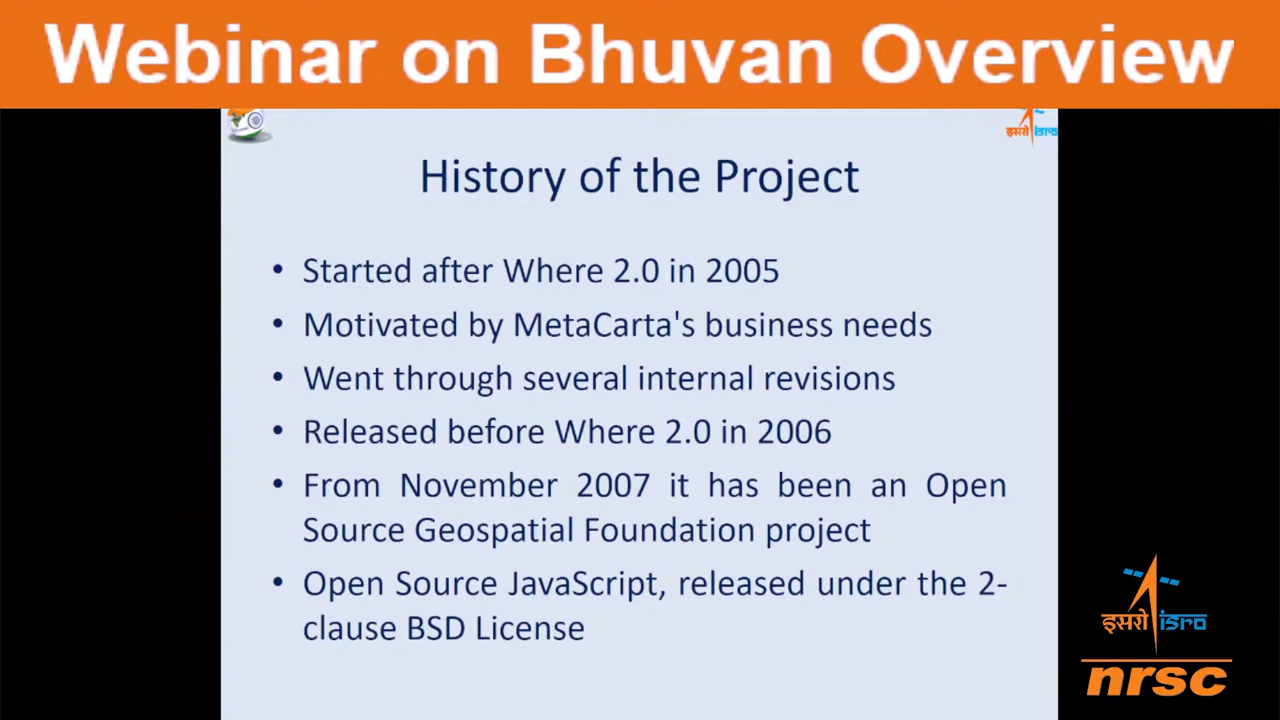 Webinar on Bhuvan Overview
इसरो isro
History of the Project
• Started after Where 2.0 in 2005
• Motivated by MetaCarta's business needs
• Went through several internal revisions
• Released before Where 2.0 in 2006
• From November 2007 it has been an Open
Source Geospatial Foundation project
• Open Source JavaScript, released under the 2-
clause BSD License
इसरो isro
nrsc